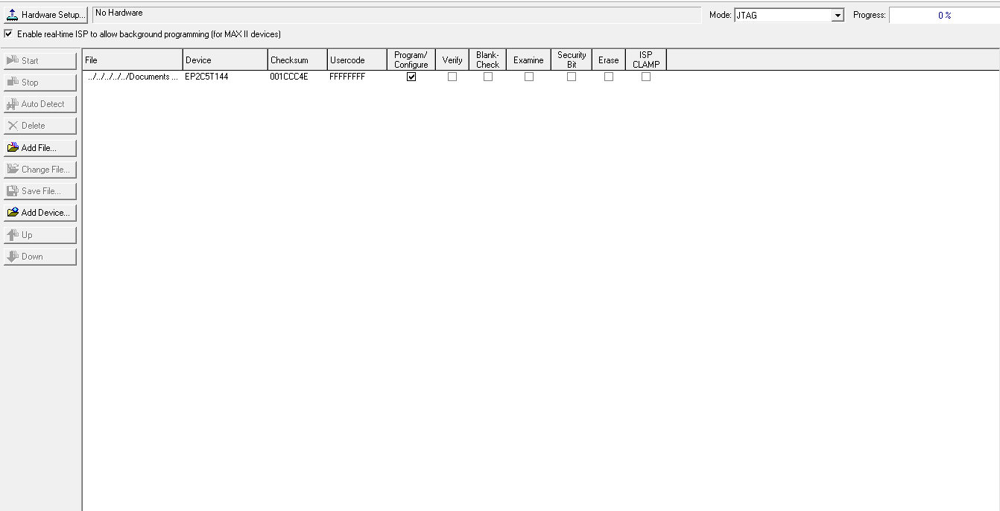 Hardware Setup... No Hardware Mode: JTAG Progress: 0 %
Enable real-time ISP to allow background programming (for MAX II devices)
Start
Stop
Auto Detect
Delete
Add File...
Change File...
Save File...
Add Device...
Up
Down
File Device Checksum Usercode Program/ Configure Verify Blank- Check Examine Security Bit Erase ISP CLAMP
../../../../../Documents ... EP2C5T144 001CCC4E FFFFFFFF